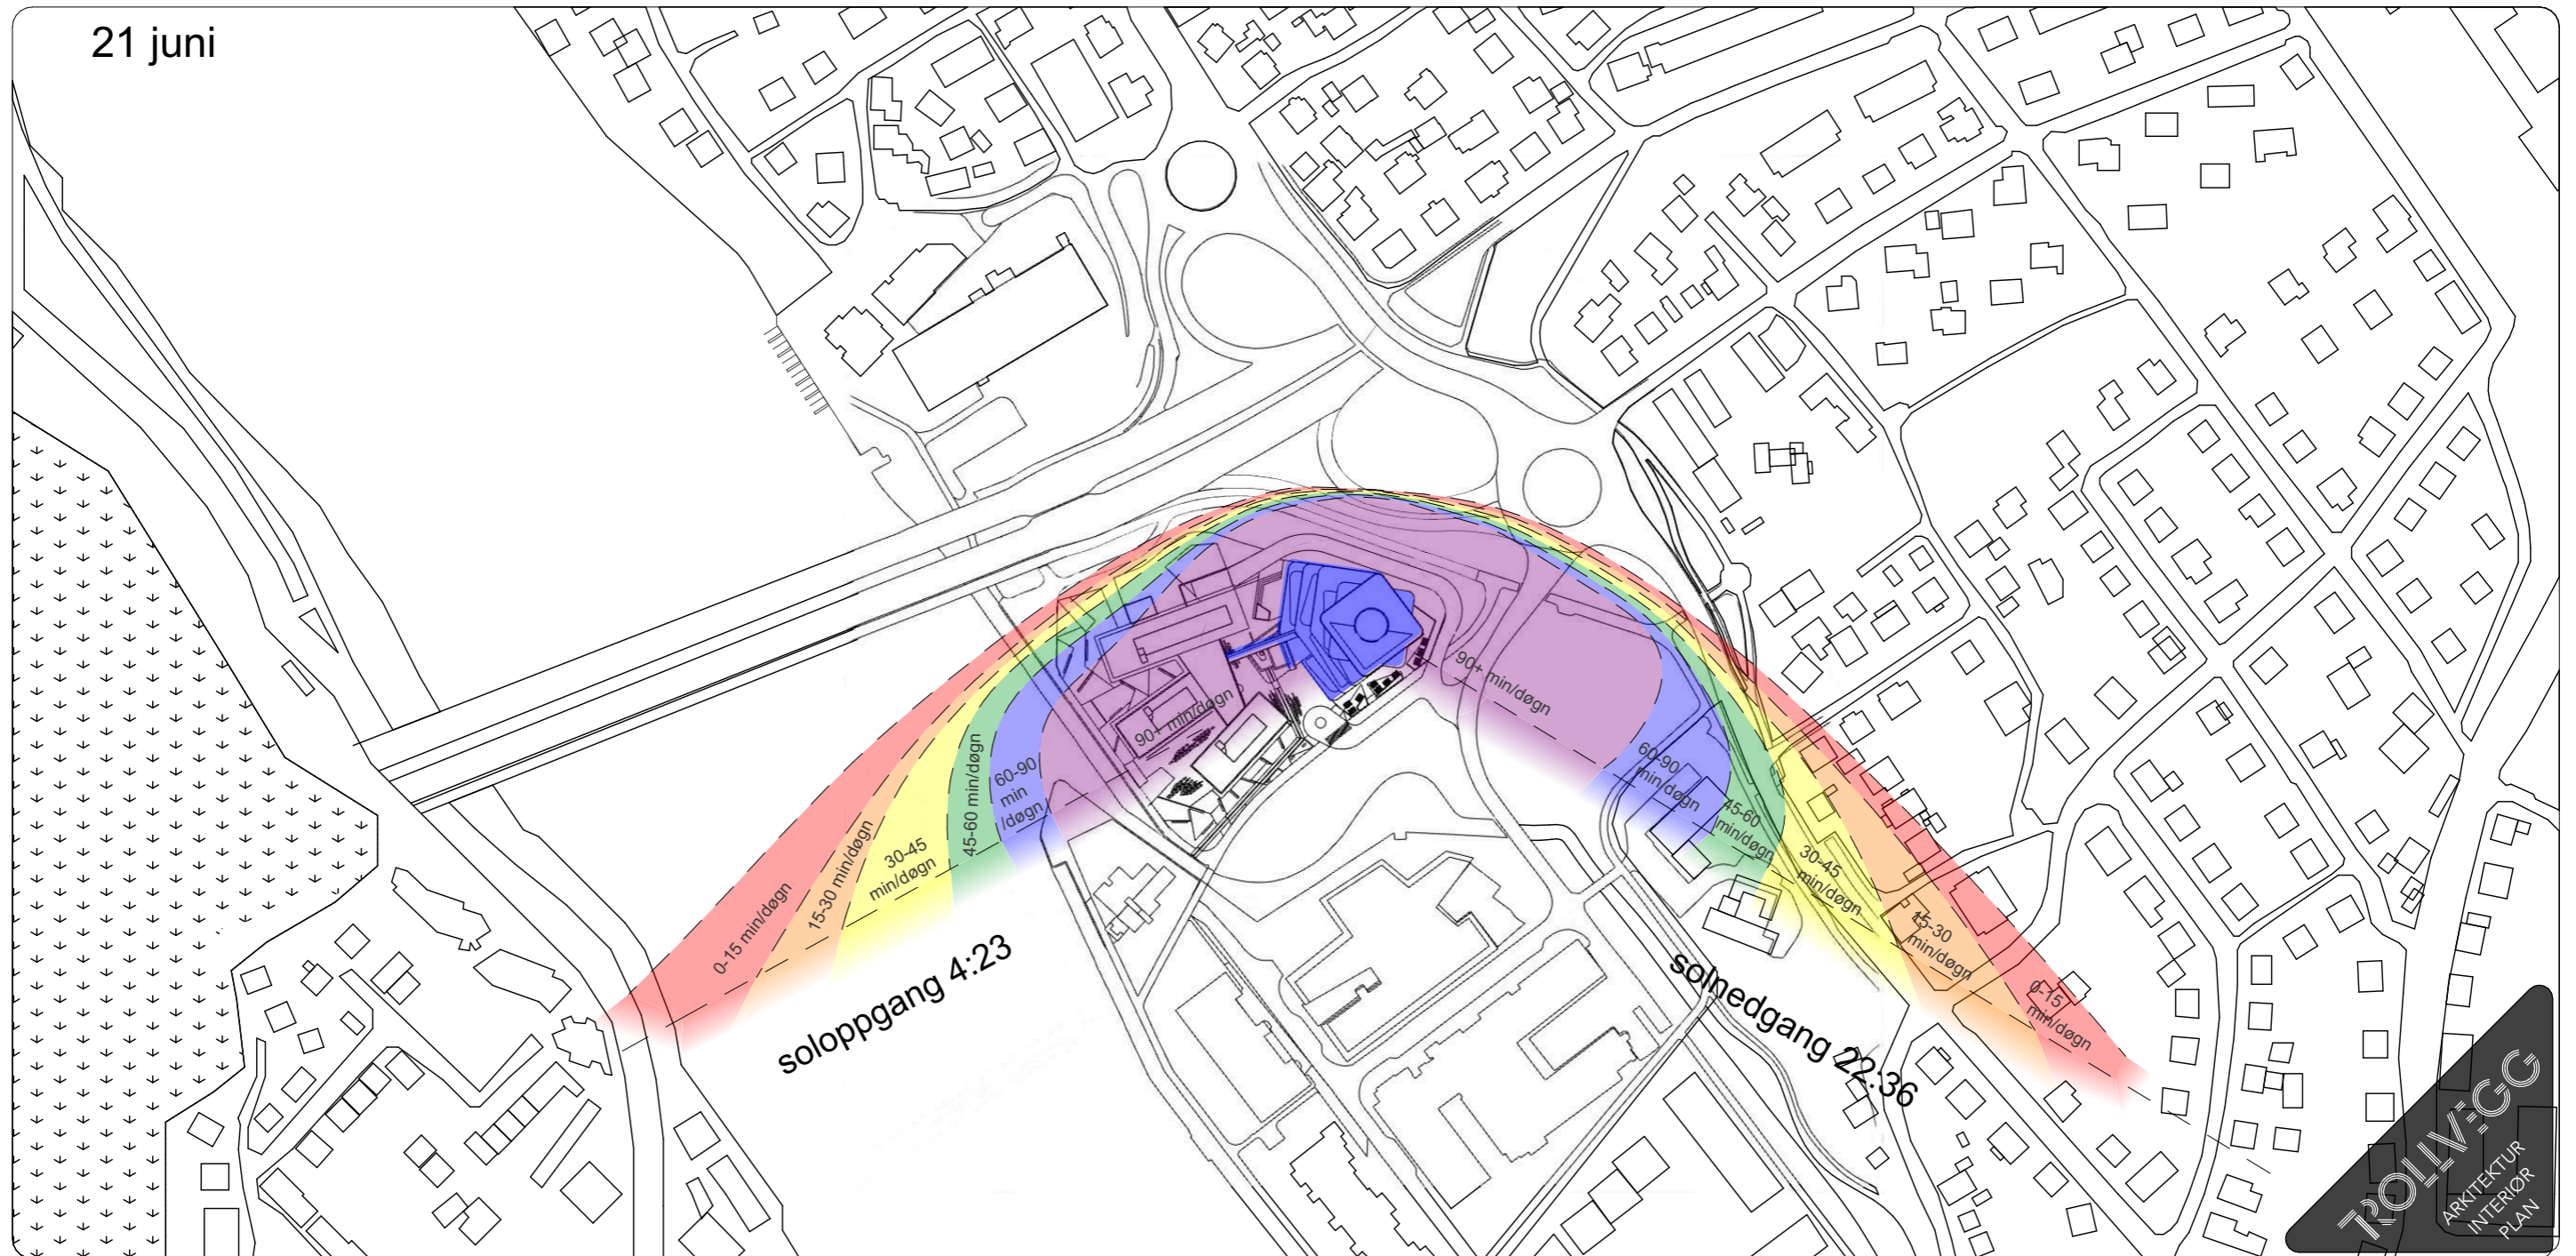 21 juni
90+ min/døgn
90+ min/døgn
60-90
min
/døgn
60-90
min/døgn
45-60 min/døgn
45-60
min/døgn
30-45
min/døgn
30-45
min/døgn
15-30 min/døgn
15-30
min/døgn
0-15 min/døgn
0-15
min/døgn
soloppgang 4:23
solnedgang 22:36
TROLLVEGG
ARKITEKTUR
INTERIØR
PLAN